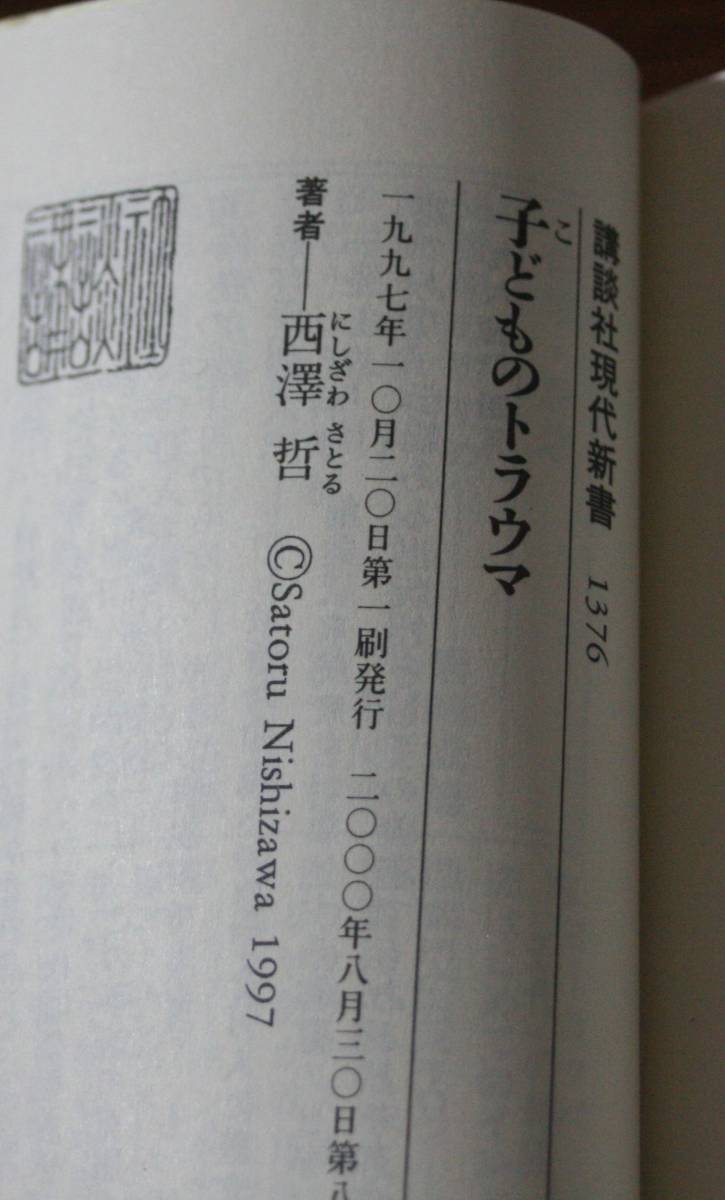 講談社現代新書 1376
こ
子どものトラウマ
一九九七年一〇月二〇日第一刷発行 二〇〇〇年八月三〇日第八
にしざわ さとる
著者——西澤 哲 ©Satoru Nishizawa 1997